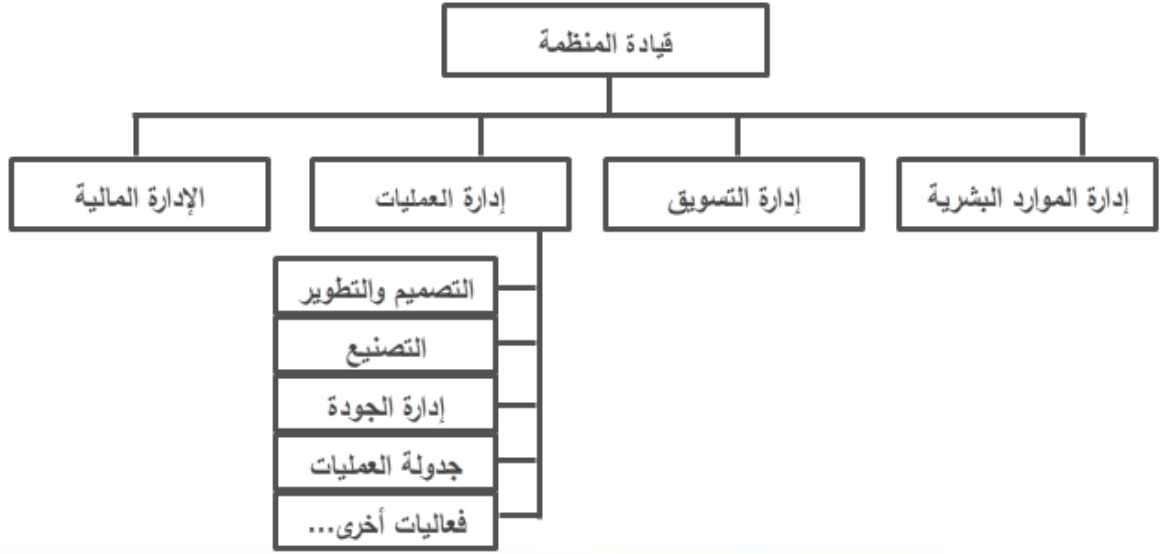 قيادة المنظمة
إدارة الموارد البشرية
إدارة التسويق
إدارة العمليات
الإدارة المالية
التصميم والتطوير
التصنيع
إدارة الجودة
جدولة العمليات
فعاليات أخرى...